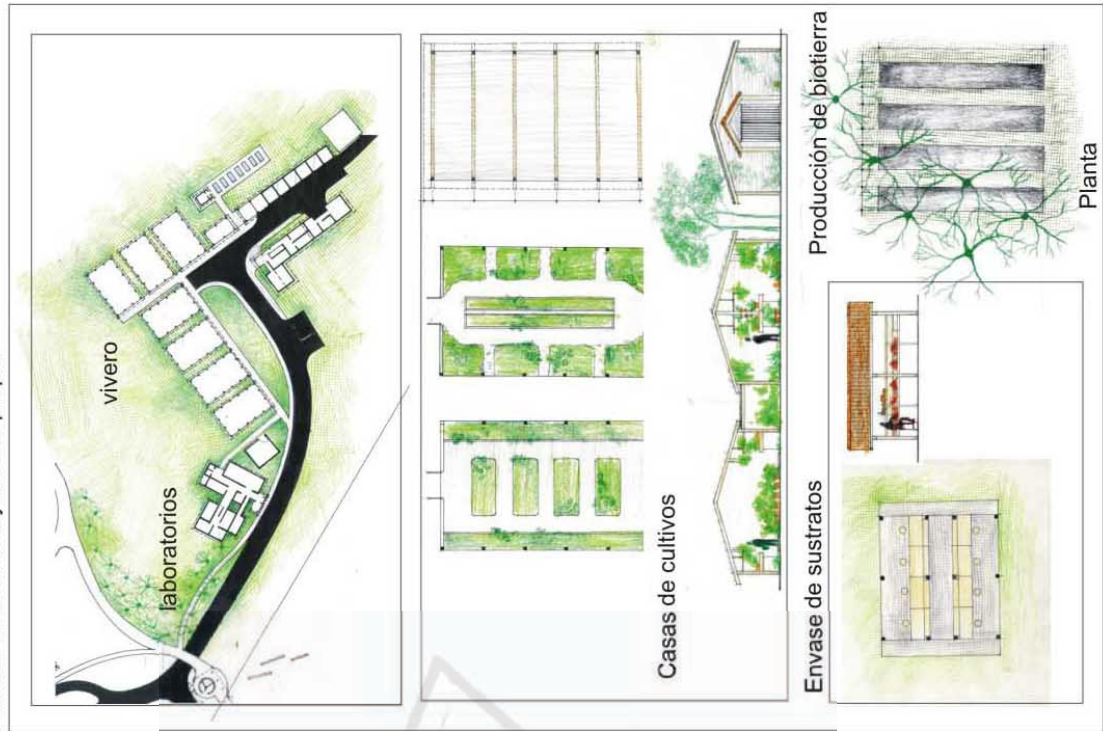 vivero
laboratorios
Casas de cultivos
Envase de sustratos
Producción de biotierra
Planta